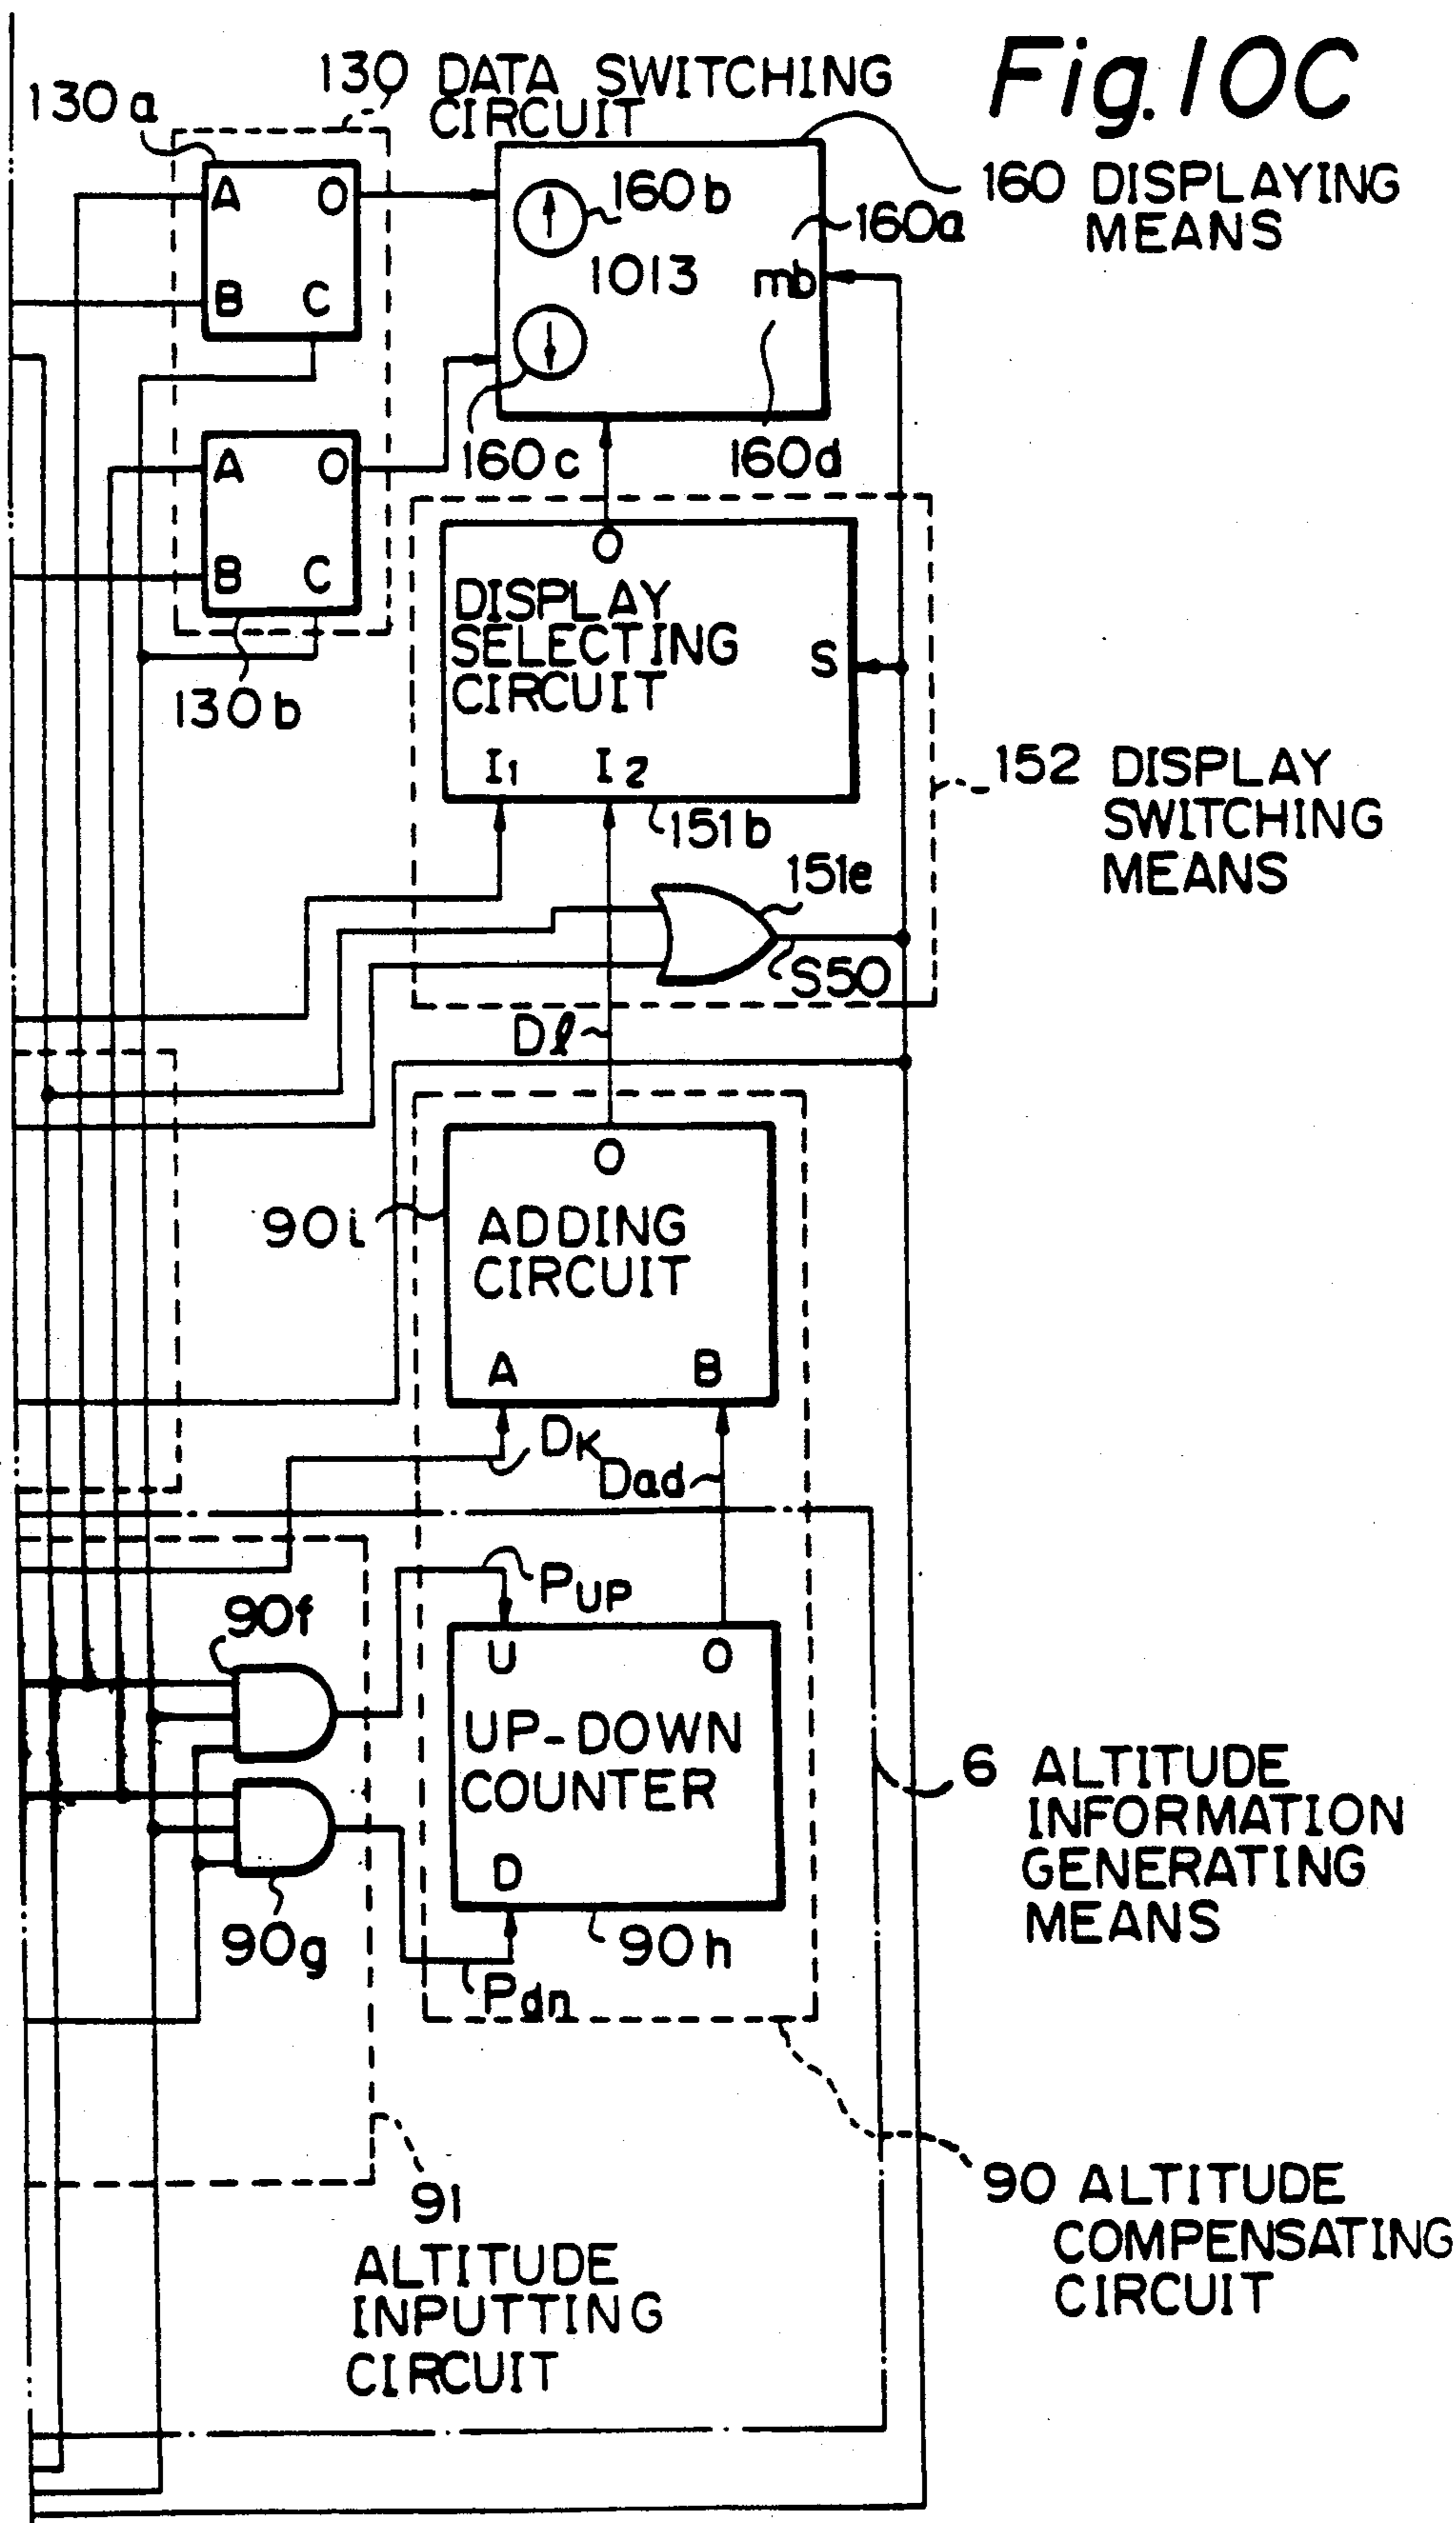 Fig.10C
130 DATA SWITCHING
CIRCUIT
130a
A O
B C
160b
160a
1013
mb
160 DISPLAYING
MEANS
160c
160d
A O
B C
130b
O
DISPLAY
SELECTING
CIRCUIT
S
I1 I2
151b
152 DISPLAY
SWITCHING
MEANS
151e
S50
Dl
O
90i
ADDING
CIRCUIT
A B
DK
Dad
PUP
90f
U O
UP-DOWN
COUNTER
D
90g
90h
Pdn
6 ALTITUDE
INFORMATION
GENERATING
MEANS
91
ALTITUDE
INPUTTING
CIRCUIT
90 ALTITUDE
COMPENSATING
CIRCUIT